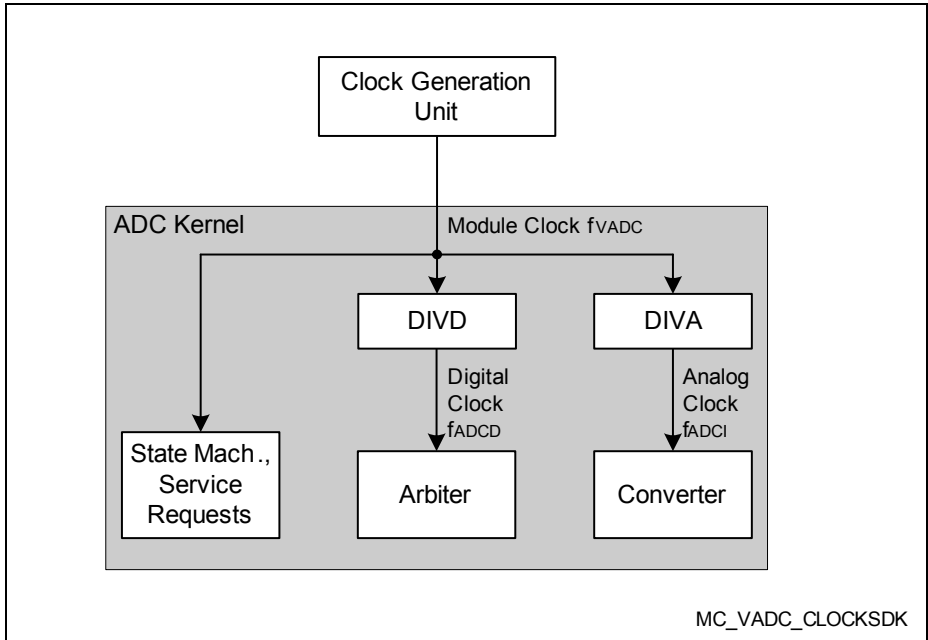 Clock Generation
Unit
ADC Kernel
Module Clock fVADC
DIVD
DIVA
Digital
Clock
fADCD
Analog
Clock
fADCI
State Mach.,
Service
Requests
Arbiter
Converter
MC_VADC_CLOCKSDK